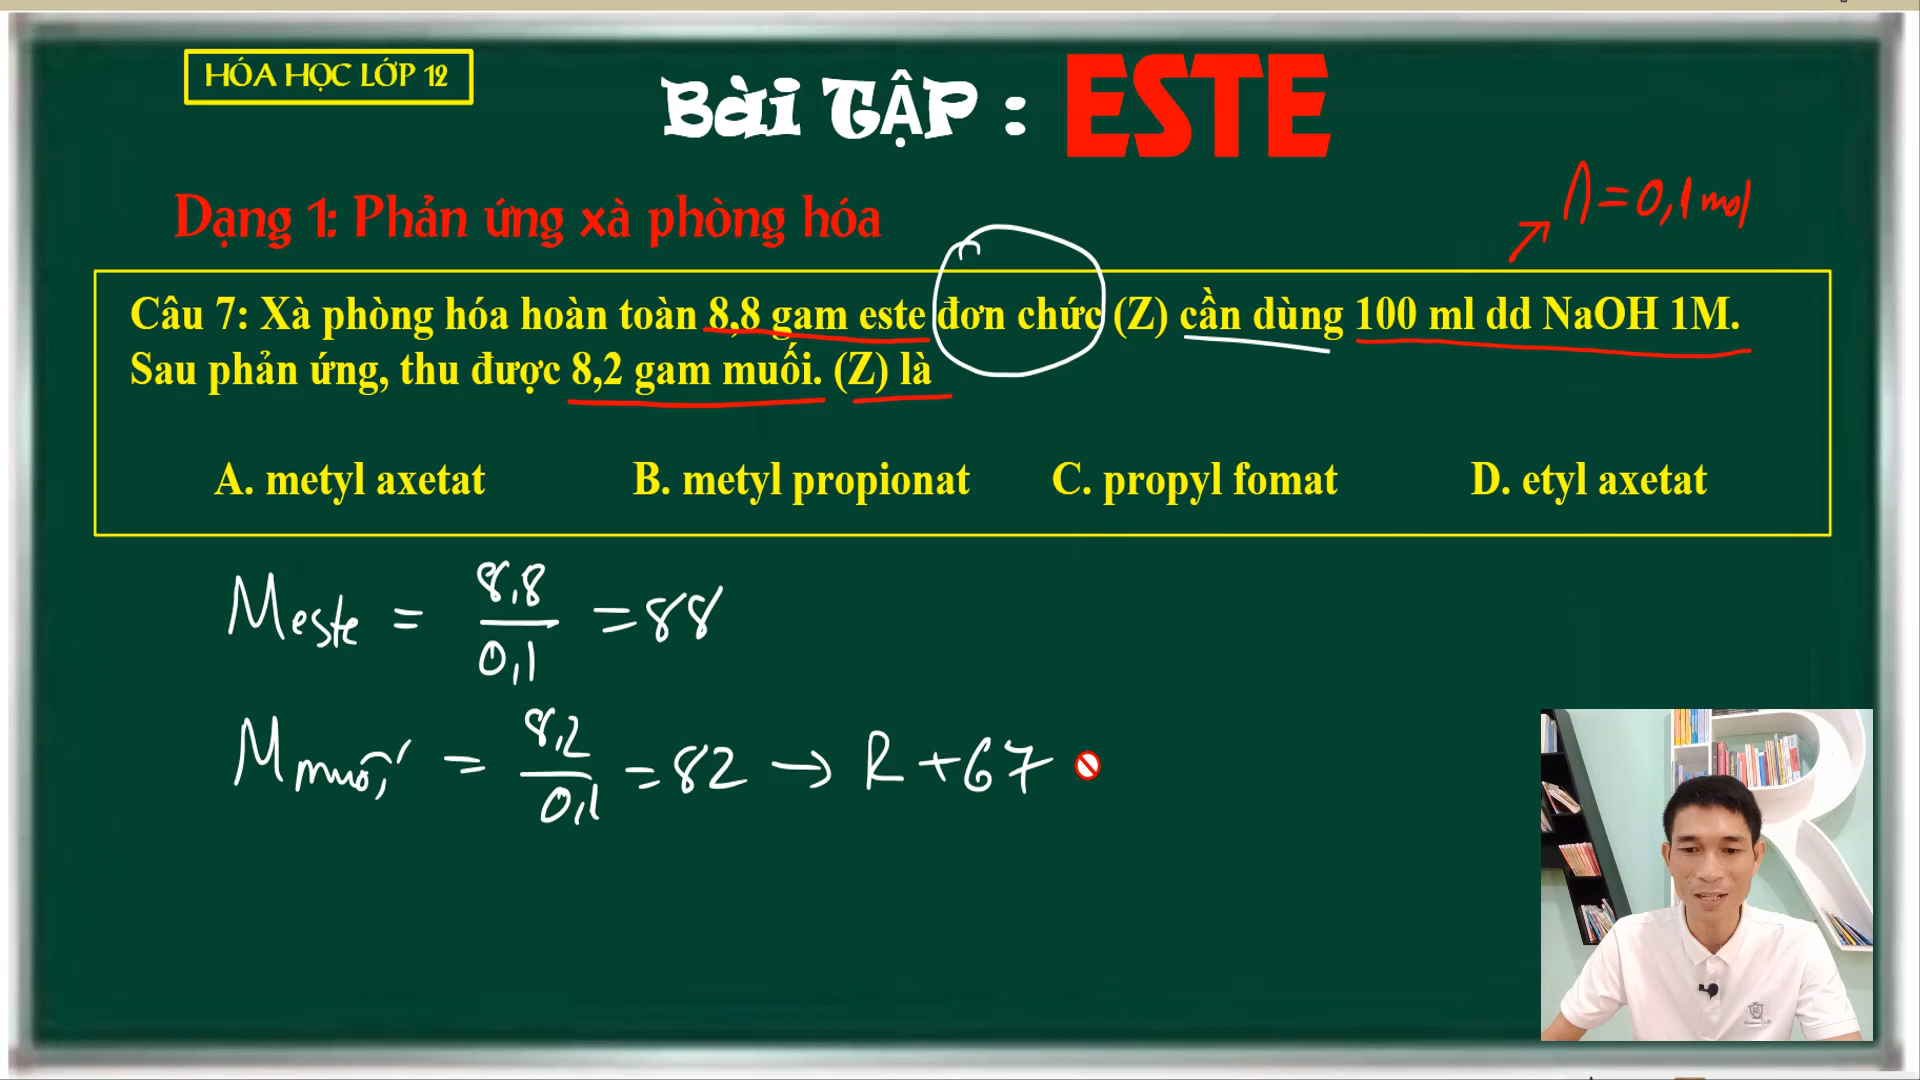 HÓA HỌC LỚP 12
Bài TẬP : ESTE
Dạng 1: Phản ứng xà phòng hóa
n = 0,1 mol
Câu 7: Xà phòng hóa hoàn toàn 8,8 gam este đơn chức (Z) cần dùng 100 ml dd NaOH 1M.
Sau phản ứng, thu được 8,2 gam muối. (Z) là
A. metyl axetat B. metyl propionat C. propyl fomat D. etyl axetat
M este = 8,8 / 0,1 = 88
M muối = 8,2 / 0,1 = 82 → R + 67